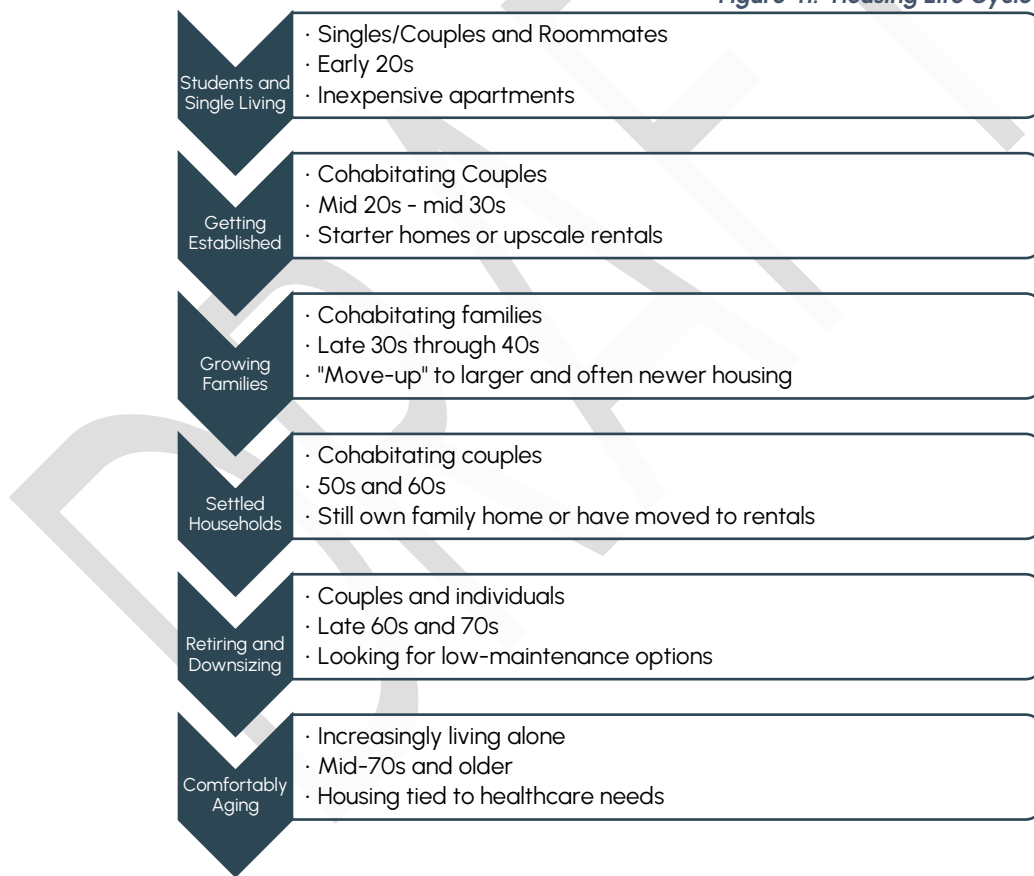 Figure 11. Housing Life Cycle
Students and
Single Living
· Singles/Couples and Roommates
· Early 20s
· Inexpensive apartments
Getting
Established
· Cohabitating Couples
· Mid 20s - mid 30s
· Starter homes or upscale rentals
Growing
Families
· Cohabitating families
· Late 30s through 40s
· "Move-up" to larger and often newer housing
Settled
Households
· Cohabitating couples
· 50s and 60s
· Still own family home or have moved to rentals
Retiring and
Downsizing
· Couples and individuals
· Late 60s and 70s
· Looking for low-maintenance options
Comfortably
Aging
· Increasingly living alone
· Mid-70s and older
· Housing tied to healthcare needs
DRAFT